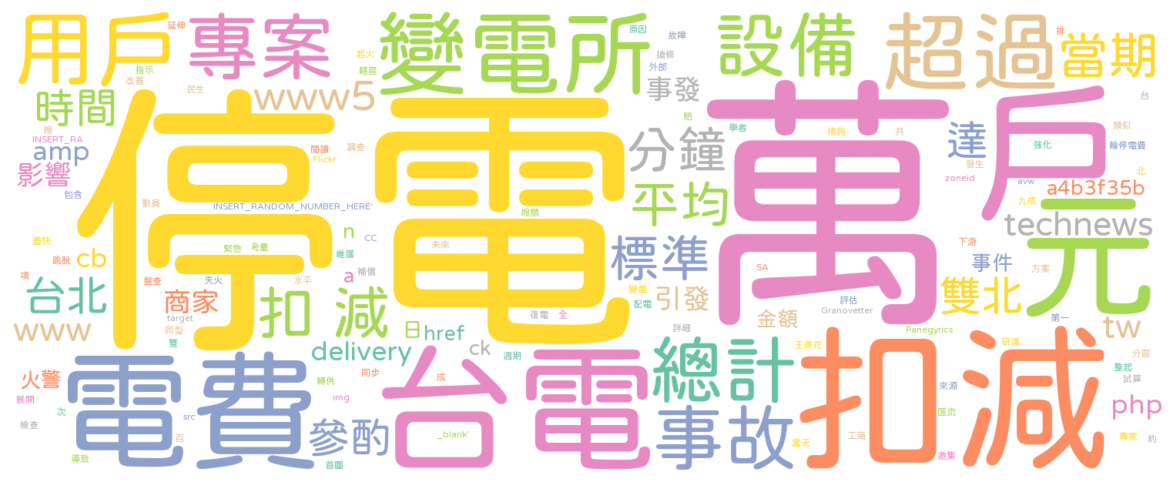 用戶
延伸
專案
變電所
原因
故障
設備
超過
排
當期
指示
改善
民生
起火
轄區
搶修
外部
時間
www5
事發
台
INSERT_RA
amp
影響
閱讀
Flickr
調查
停電
萬
戶
分鐘
賠
學者
措施
共
達
強化
類似
輪停電費
發生
北
zoneid
avw
a4b3f35b
包含
動員
INSERT_RANDOM_NUMBER_HERE'
平均
九成
technews
元
盡快
跳脫
cb
緊急
考量
n
維護
cc
未來
標準
下游
事件
方案
項
台北
盤查
失火
水平
a
補償
SA
變電
配電
引發
評估
Granovetter
雙北
商家
target
同型
雙
扣 減
復電
全
日
href
詳細
金額
第一
tw
www
Panegyrics
電費
火警
delivery
ck
週期
台電
總計
王美花
扣減
研議
分區
整起
試算
展開
次
src
轉供
img
同步
成
來源
匯流
php
檢查
百
參酌
_blank'
事故
當天
工商
專家
約
導致
首圖
邀集